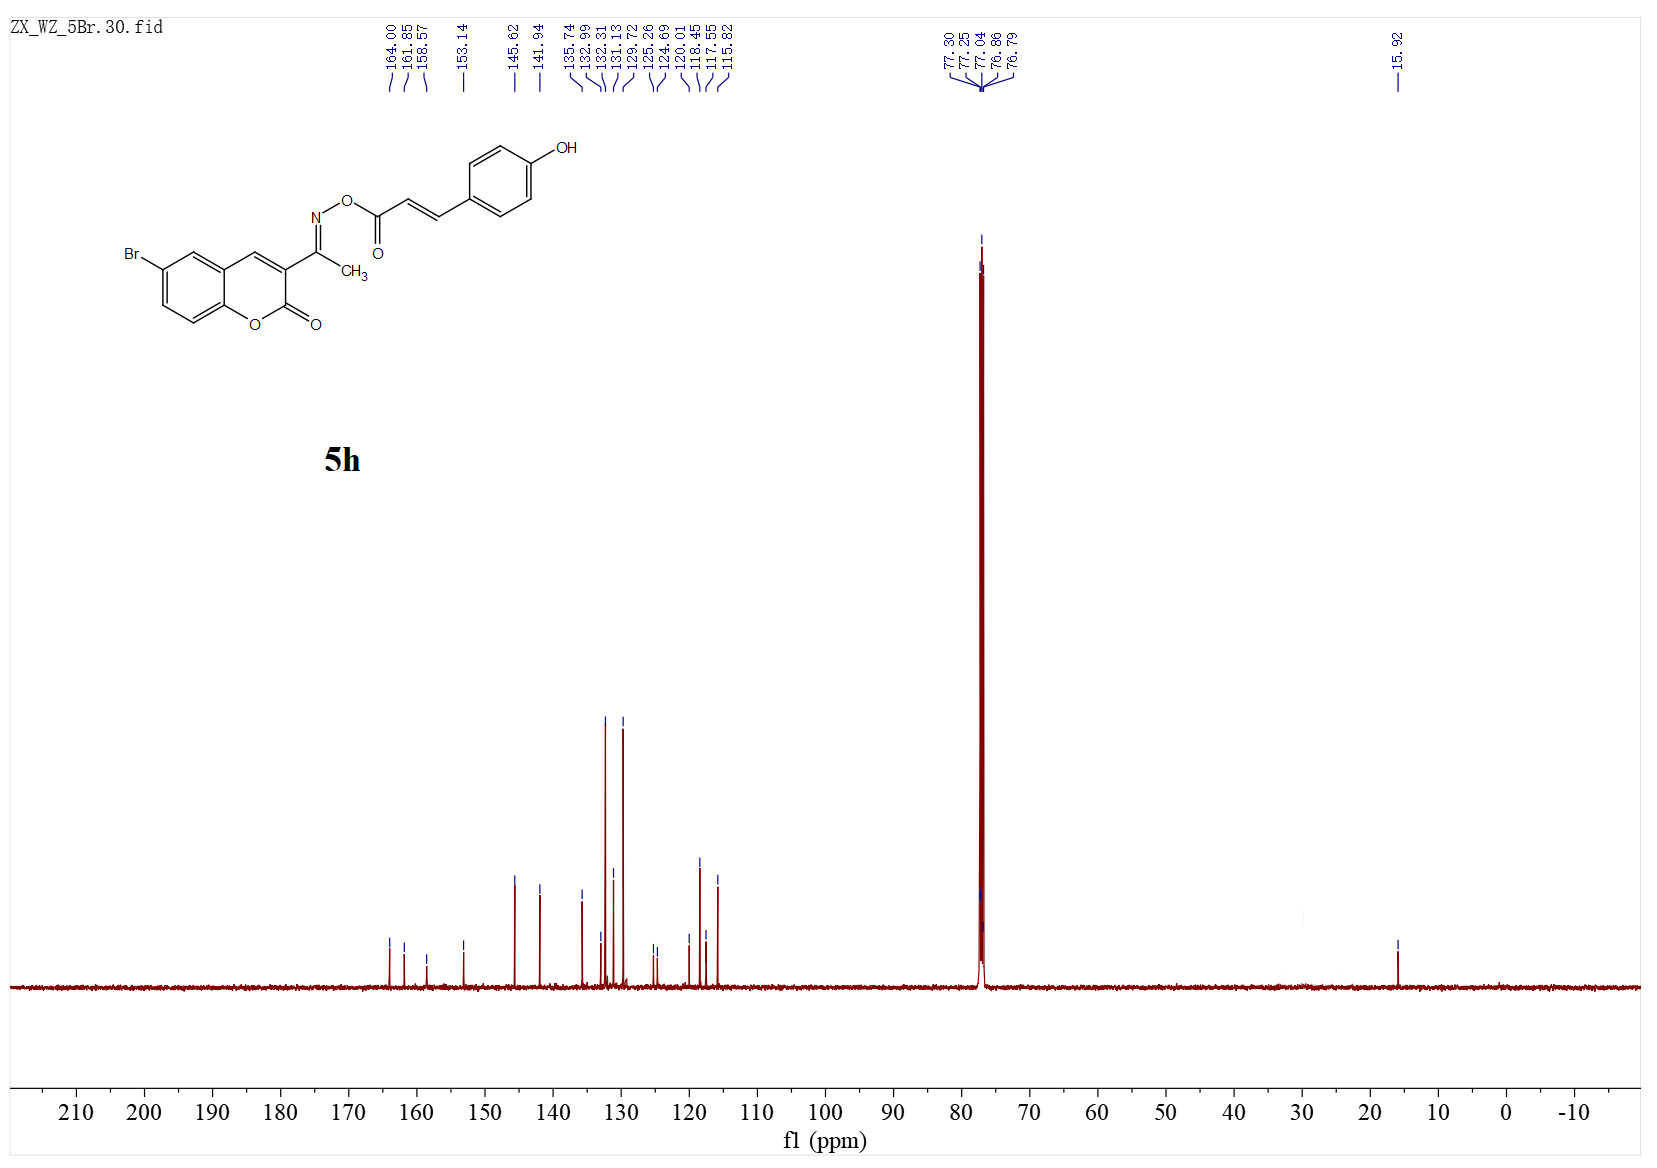 ZX_WZ_5Br.30.fid
164.00
161.85
158.57
153.14
145.62
141.94
135.74
132.99
132.31
131.13
129.72
125.26
124.69
120.01
118.45
117.55
115.82
77.30
77.25
77.04
76.86
76.79
15.92
OH
O
N
O
Br
CH3
O
O
5h
210 200 190 180 170 160 150 140 130 120 110 100 90 80 70 60 50 40 30 20 10 0 -10
f1 (ppm)